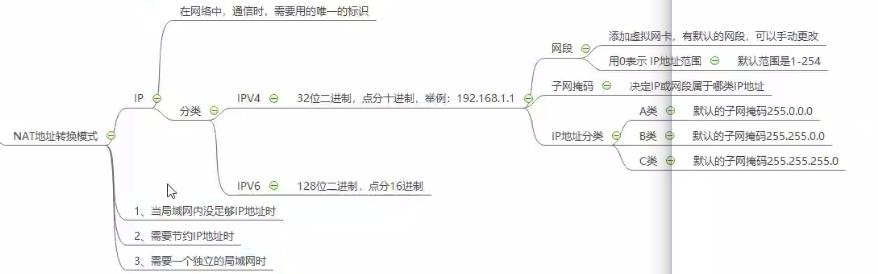 在网络中，通信时，需要用的唯一的标识
添加虚拟网卡，有默认的网段，可以手动更改
网段
用0表示 IP地址范围 默认范围是1-254
IP
分类
IPV4 32位二进制，点分十进制，举例：192.168.1.1
子网掩码 决定IP或网段属于哪类IP地址
A类 默认的子网掩码255.0.0.0
NAT地址转换模式
IP地址分类 B类 默认的子网掩码255.255.0.0
C类 默认的子网掩码255.255.255.0
IPV6 128位二进制，点分16进制
1、当局域网内没足够IP地址时
2、需要节约IP地址时
3、需要一个独立的局域网时